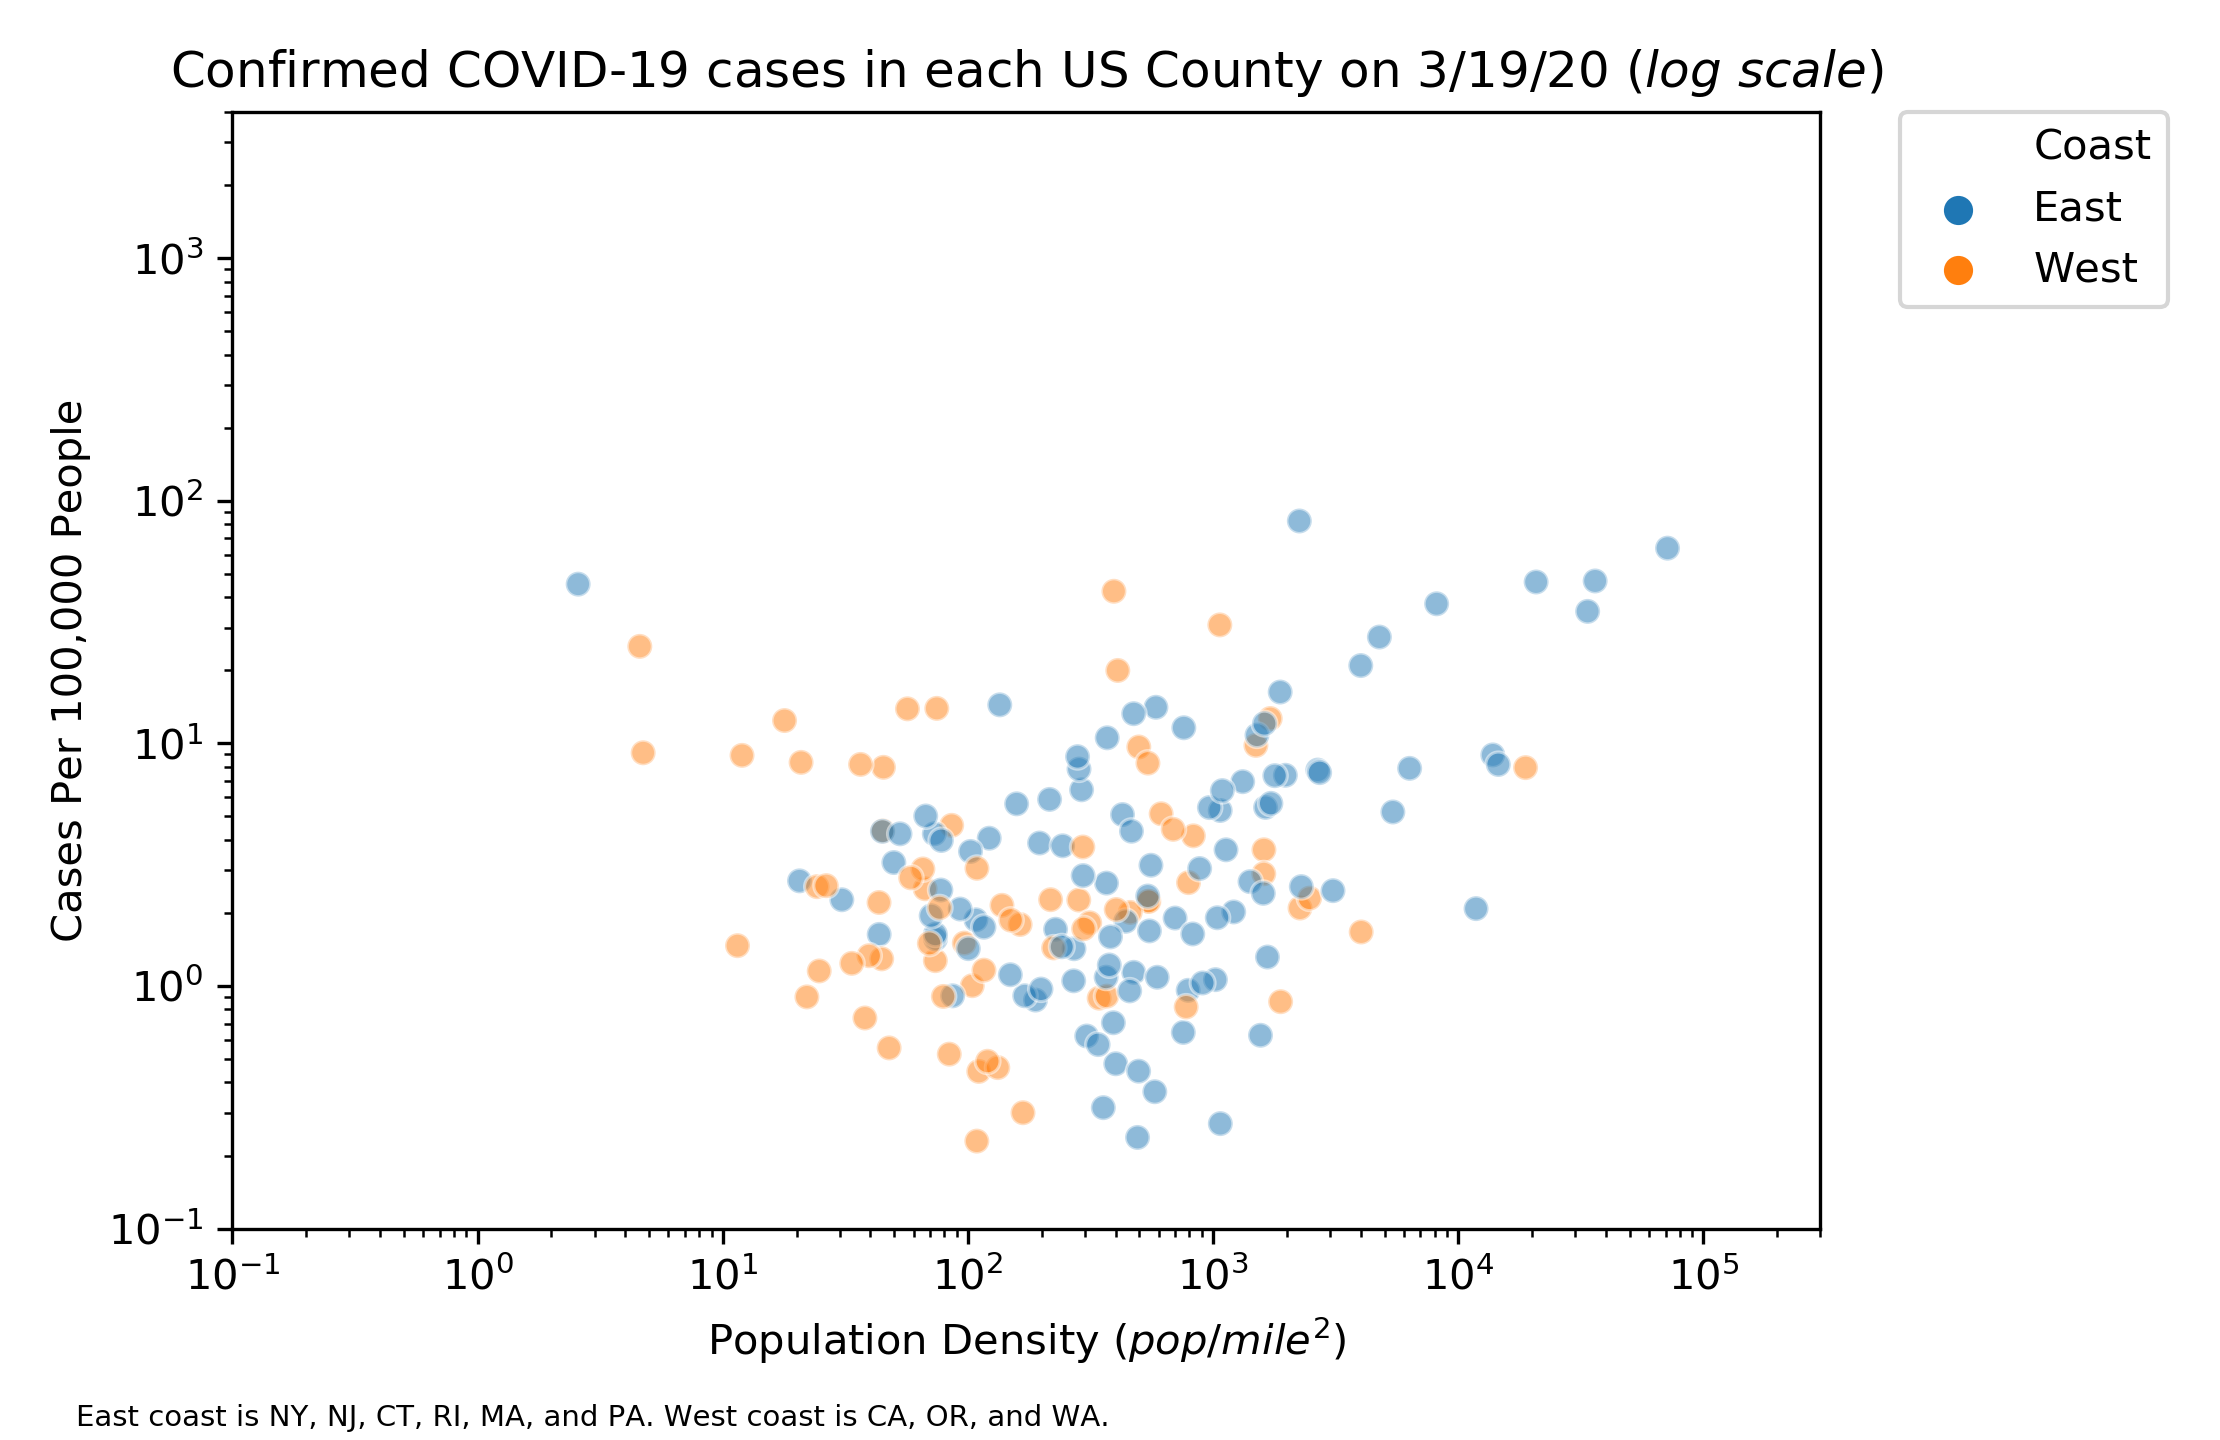 Confirmed COVID-19 cases in each US County on 3/19/20 (log scale)
Coast
East
West
10³
10²
10¹
10⁰
10⁻¹
Cases Per 100,000 People
10⁻¹ 10⁰ 10¹ 10² 10³ 10⁴ 10⁵
Population Density (pop/mile²)
East coast is NY, NJ, CT, RI, MA, and PA. West coast is CA, OR, and WA.